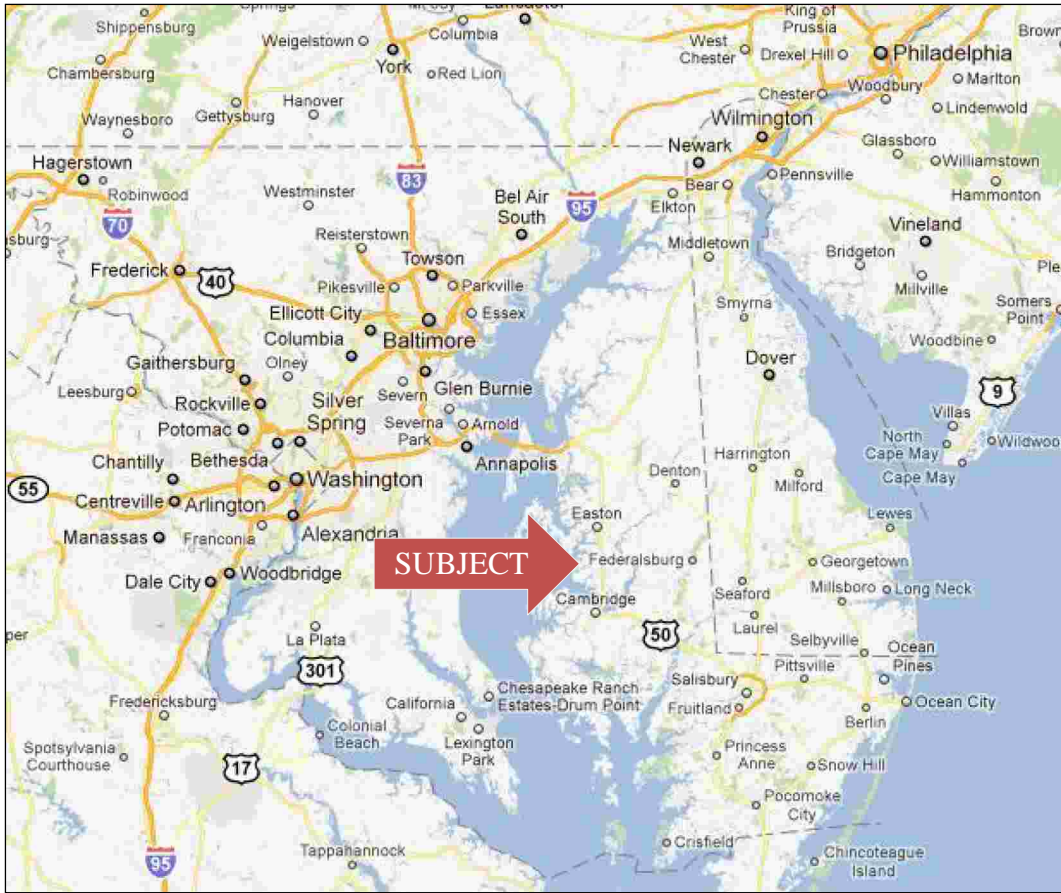 Shippensburg
Columbia
King of
Prussia
Weigelstown
York
West
Chester
Drexel Hill
Philadelphia
Red Lion
Chambersburg
Marlton
Hanover
Chester
Woodbury
Gettysburg
Lindenwold
Waynesboro
Wilmington
Glassboro
Newark
Hagerstown
Williamstown
83
Pennsville
Robinwood
Bear
Hammonton
Westminster
Bel Air
South
95
Elkton
70
Vineland
Reisterstown
Middletown
Bridgeton
Frederick
40
Towson
Pikesville
Parkville
Millville
Smyrna
Somers
Point
Ellicott City
Essex
Baltimore
Woodbine
Columbia
Olney
Dover
Gaithersburg
Glen Burnie
Leesburg
Severn
9
Rockville
Silver
Spring
Severna
Park
Arnold
Villas
Potomac
North
Cape May
Bethesda
Annapolis
Cape May
Chantilly
Washington
Denton
Harrington
Milford
55
Centreville
Arlington
Easton
Lewes
Manassas
Franconia
Alexandria
SUBJECT
Federalsburg
Georgetown
Dale City
Woodbridge
Seaford
Millsboro
Long Neck
Cambridge
Laurel
La Plata
50
Selbyville
Ocean
Pines
301
Pittsville
Salisbury
Chesapeake Ranch
Estates-Drum Point
Fredericksburg
California
Fruitland
Ocean City
Berlin
Colonial
Beach
Lexington
Park
Spotsylvania
Courthouse
17
Princess
Anne
Snow Hill
Pocomoke
City
Crisfield
95
Tappahannock
Chincoteague
Island